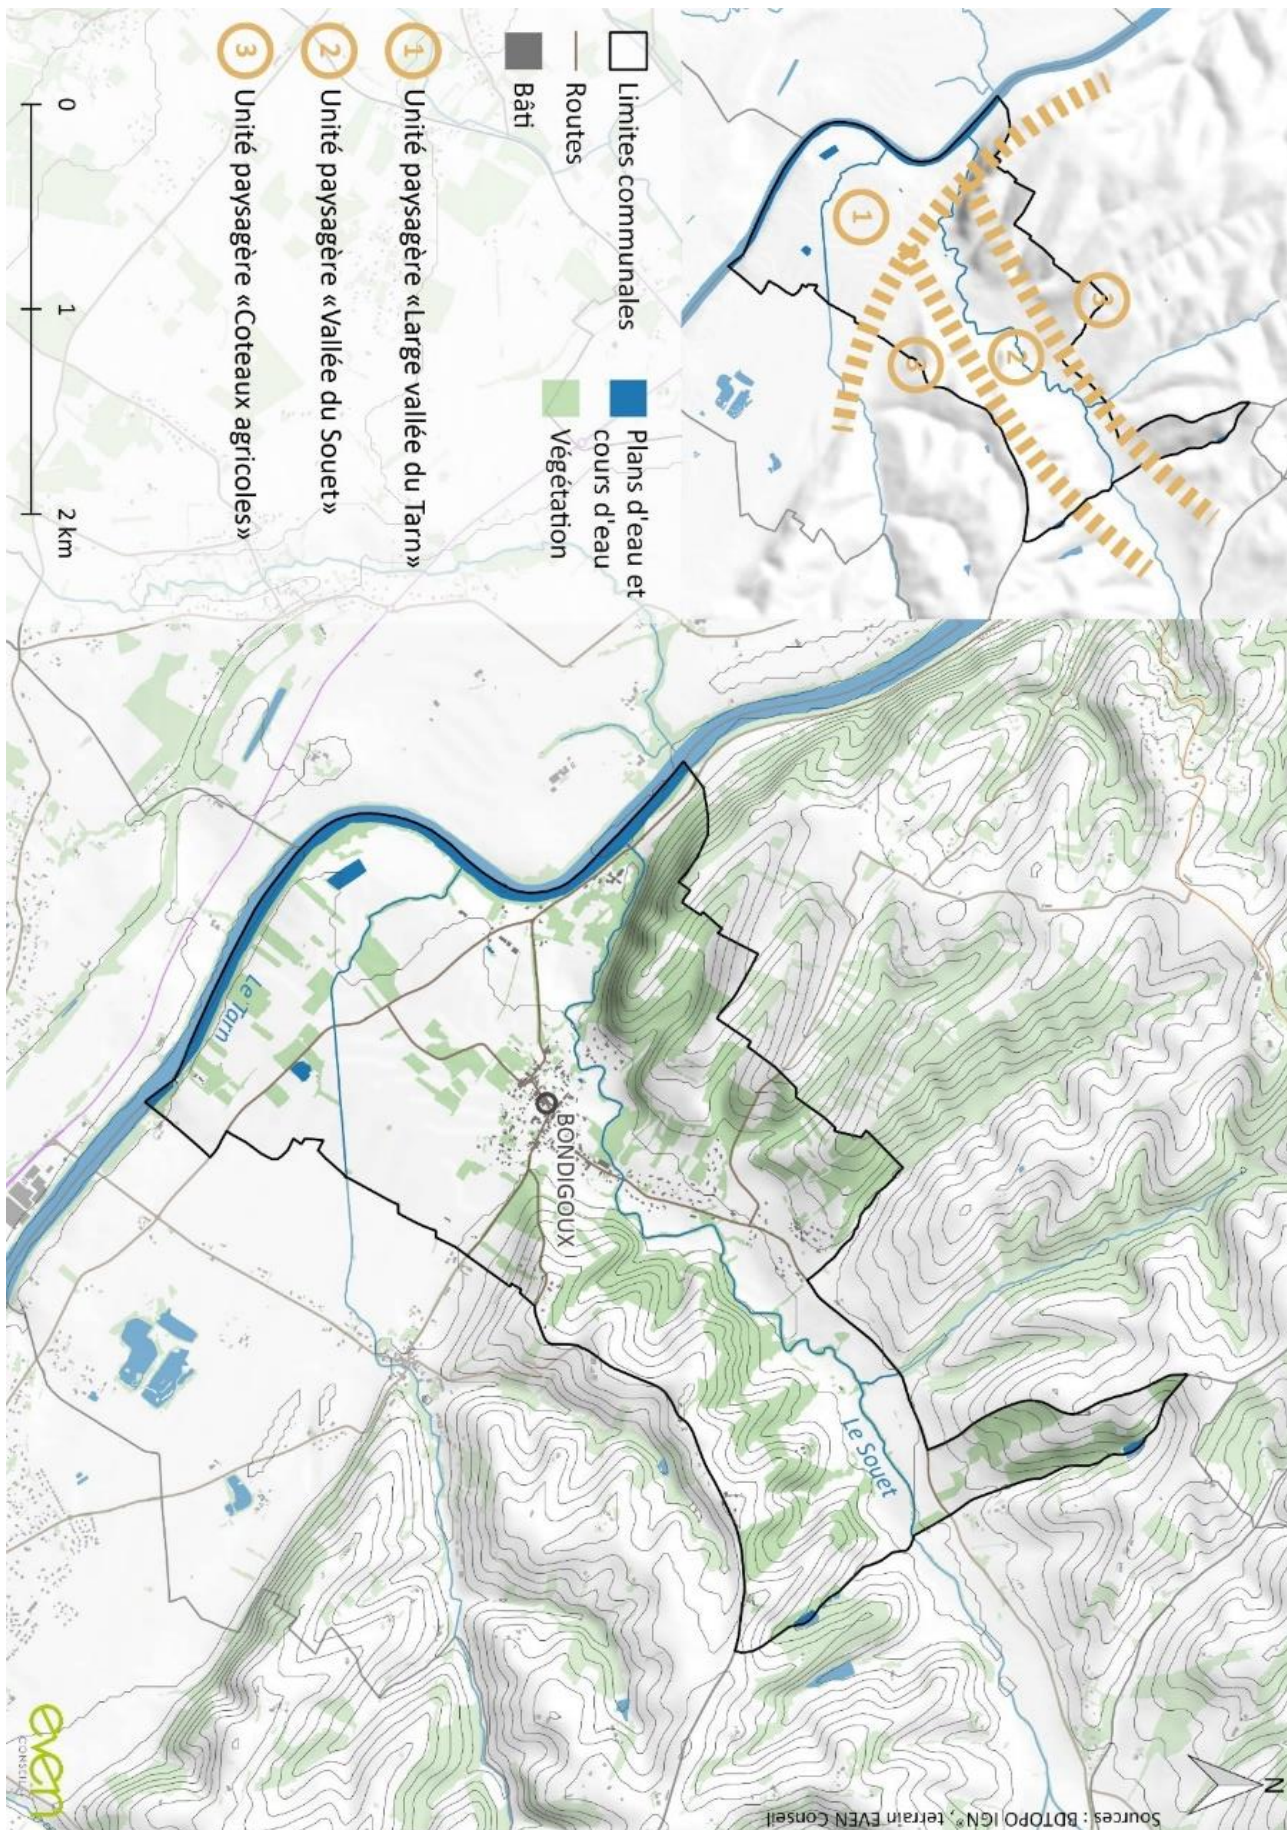 1
2
3
3
Limites communales
Routes
Bâti
Plans d'eau et
cours d'eau
Végétation
1 Unité paysagère «Large vallée du Tarn»
2 Unité paysagère «Vallée du Souet»
3 Unité paysagère «Coteaux agricoles»
0 1 2 km
N
BONDIGOUX
Le Tarn
Le Souet
Sources : BDTOPO IGN®, terrain EVEN Conseil
even
CONSEIL